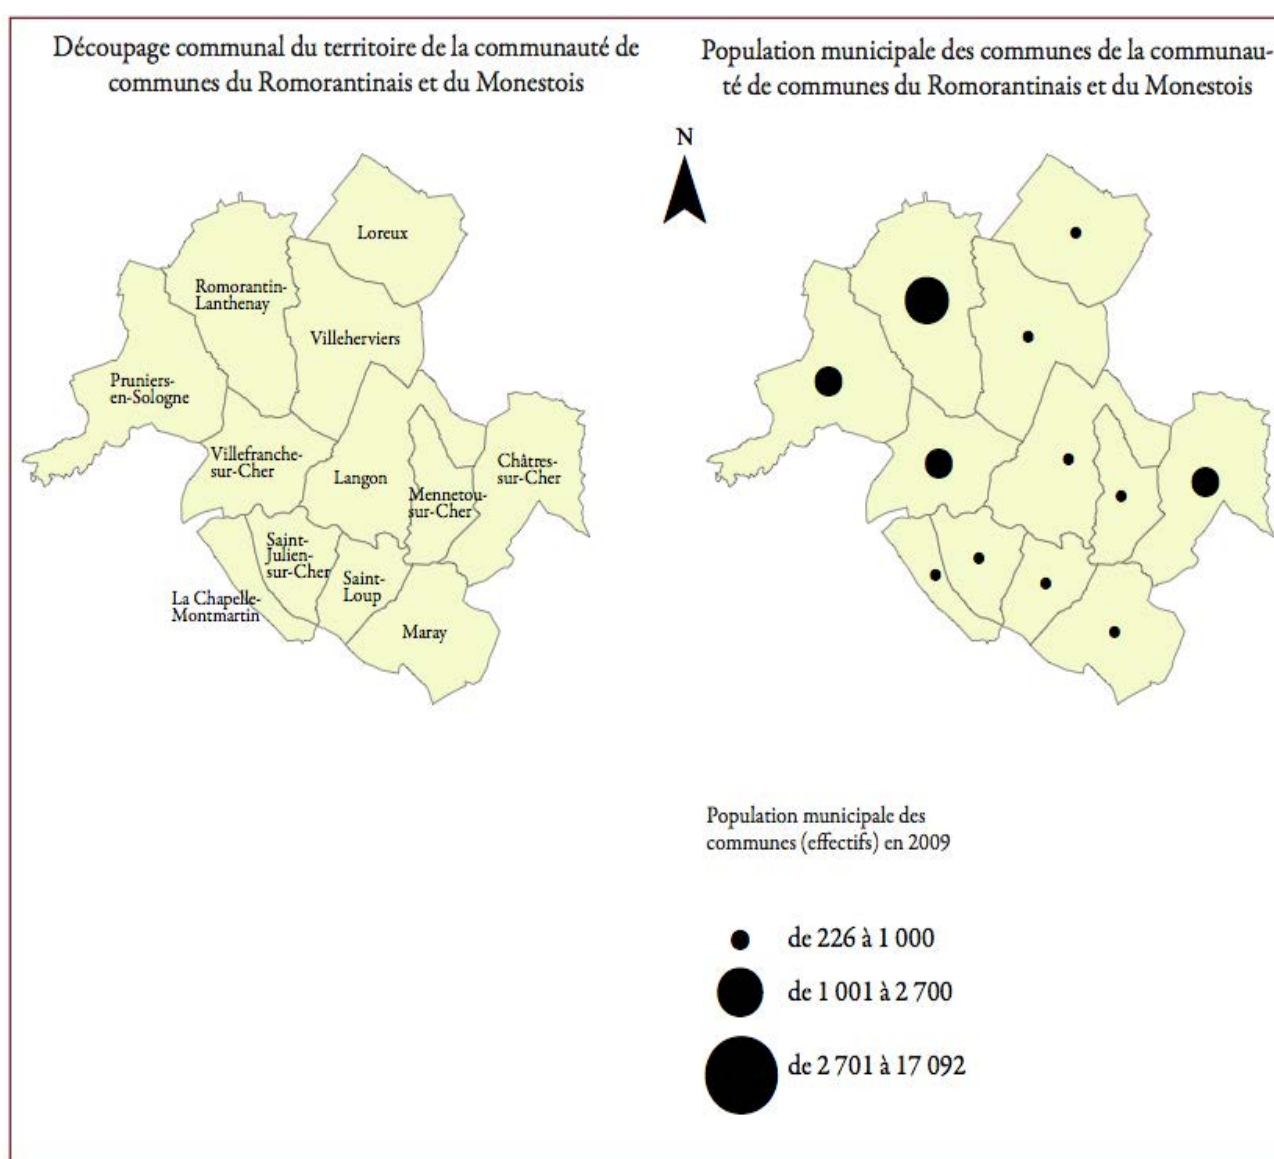 Découpage communal du territoire de la communauté de
communes du Romorantinais et du Monestois
Population municipale des communes de la communau-
té de communes du Romorantinais et du Monestois
N
Loreux
Romorantin-
Lanthenay
Villeherviers
Pruniers-
en-Sologne
Villefranche-
sur-Cher
Langon
Châtres-
sur-Cher
Mennetou-
sur-Cher
Saint-
Julien-
sur-Cher
Saint-
Loup
La Chapelle-
Montmartin
Maray
Population municipale des
communes (effectifs) en 2009
de 226 à 1 000
de 1 001 à 2 700
de 2 701 à 17 092